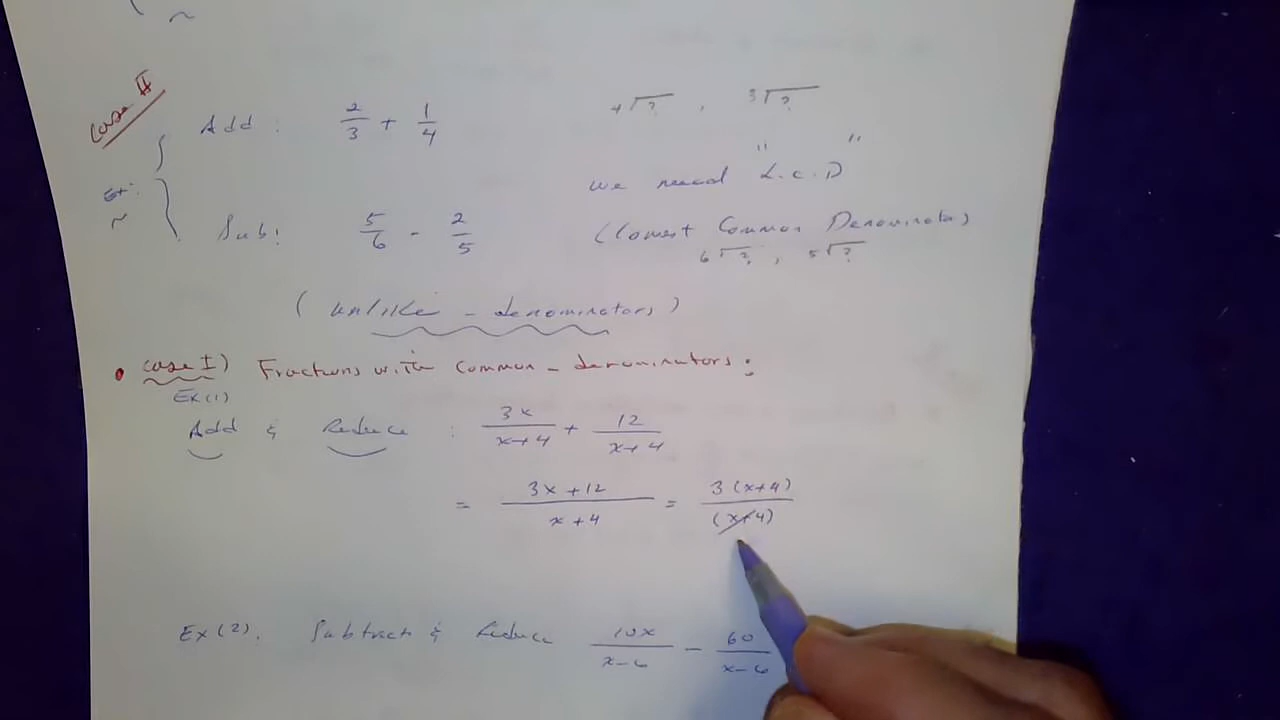 Case II
Add : 2/3 + 1/4 4√? , 3√?
we need "L.C.D"
Ex:
Sub: 5/6 - 2/5 (Lowest Common Denominator)
6√? , 5√?
(unlike - denominators)
• Case I) Fractions with Common - denominators:
Ex(1)
Add & Reduce : 3x/(x+4) + 12/(x+4)
= (3x+12)/(x+4) = 3(x+4)/(x+4)
Ex(2). Subtract & Reduce 10x/(x-6) - 60/(x-6)